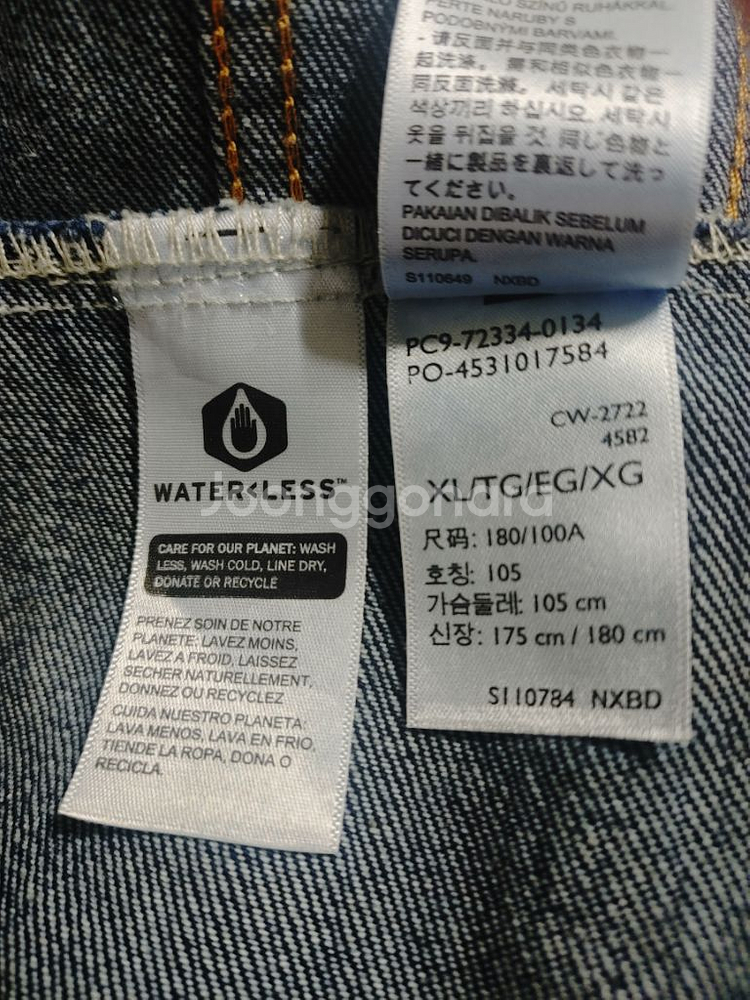 PERTE NARUBY S
PODOBNÝMI BARVAMI.
- 请反面并与同类色衣物一
起洗涤。最和相似色衣物一
同反面洗滌。세탁시 같은
색상끼리 하십시오. 세탁시
옷을 뒤집을 것. 同じ色物と
一緒に製品を裏返して洗っ
てください。
PAKAIAN DIBALIK SEBELUM
DICUCI DENGAN WARNA
SERUPA.
S110649 NXBD
PC9-72334-0134
PO-4531017584
CW-2722
4582
XL/TG/EG/XG
尺码: 180/100A
호칭: 105
가슴둘레: 105 cm
신장: 175 cm / 180 cm
S110784 NXBD
WATER<LESS™
CARE FOR OUR PLANET: WASH
LESS, WASH COLD, LINE DRY,
DONATE OR RECYCLE
PRENEZ SOIN DE NOTRE
PLANETE: LAVEZ MOINS,
LAVEZ A FROID, LAISSEZ
SECHER NATURELLEMENT,
DONNEZ OU RECYCLEZ
CUIDA NUESTRO PLANETA:
LAVA MENOS, LAVA EN FRIO,
TIENDE LA ROPA, DONA O
RECICLA.
Joonggonara